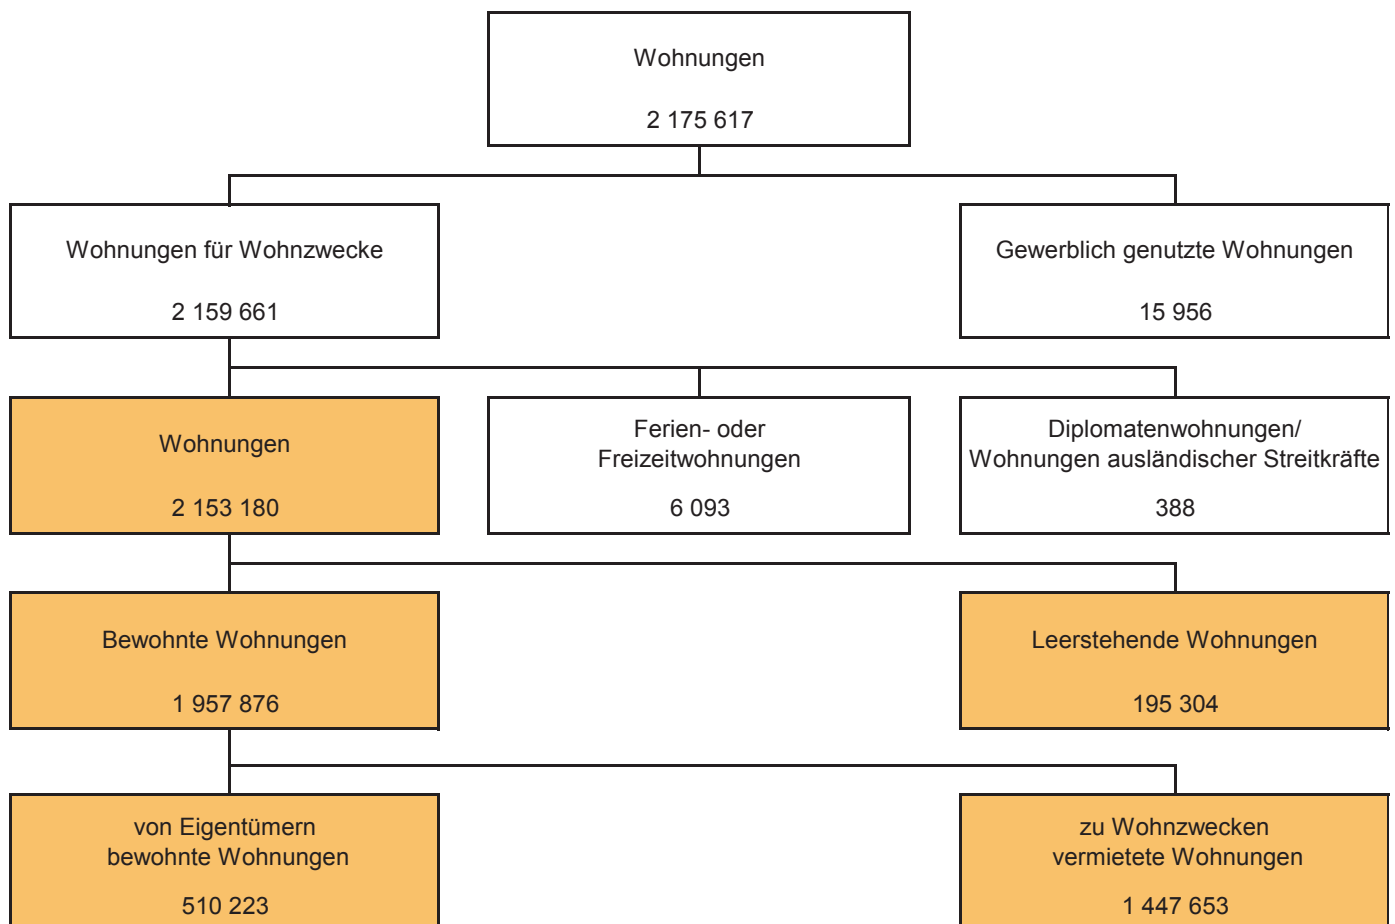 Wohnungen
2 175 617
Wohnungen für Wohnzwecke
2 159 661
Gewerblich genutzte Wohnungen
15 956
Wohnungen
2 153 180
Ferien- oder
Freizeitwohnungen
6 093
Diplomatenwohnungen/
Wohnungen ausländischer Streitkräfte
388
Bewohnte Wohnungen
1 957 876
Leerstehende Wohnungen
195 304
von Eigentümern
bewohnte Wohnungen
510 223
zu Wohnzwecken
vermietete Wohnungen
1 447 653